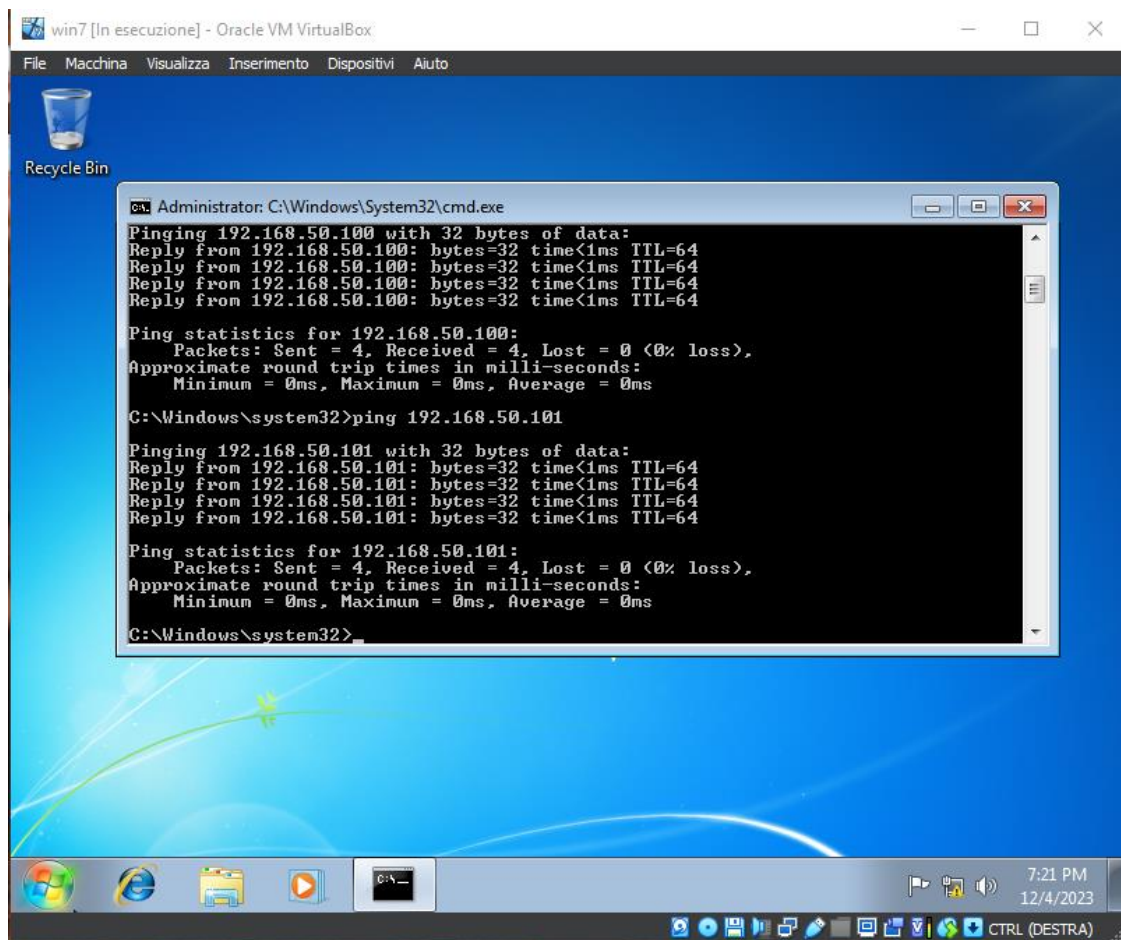 win7 [In esecuzione] - Oracle VM VirtualBox
File Macchina Visualizza Inserimento Dispositivi Aiuto
Recycle Bin
Administrator: C:\Windows\System32\cmd.exe
Pinging 192.168.50.100 with 32 bytes of data:
Reply from 192.168.50.100: bytes=32 time<1ms TTL=64
Reply from 192.168.50.100: bytes=32 time<1ms TTL=64
Reply from 192.168.50.100: bytes=32 time<1ms TTL=64
Reply from 192.168.50.100: bytes=32 time<1ms TTL=64
Ping statistics for 192.168.50.100:
Packets: Sent = 4, Received = 4, Lost = 0 (0% loss),
Approximate round trip times in milli-seconds:
Minimum = 0ms, Maximum = 0ms, Average = 0ms
C:\Windows\system32>ping 192.168.50.101
Pinging 192.168.50.101 with 32 bytes of data:
Reply from 192.168.50.101: bytes=32 time<1ms TTL=64
Reply from 192.168.50.101: bytes=32 time<1ms TTL=64
Reply from 192.168.50.101: bytes=32 time<1ms TTL=64
Reply from 192.168.50.101: bytes=32 time<1ms TTL=64
Ping statistics for 192.168.50.101:
Packets: Sent = 4, Received = 4, Lost = 0 (0% loss),
Approximate round trip times in milli-seconds:
Minimum = 0ms, Maximum = 0ms, Average = 0ms
C:\Windows\system32>_
7:21 PM
12/4/2023
CTRL (DESTRA)